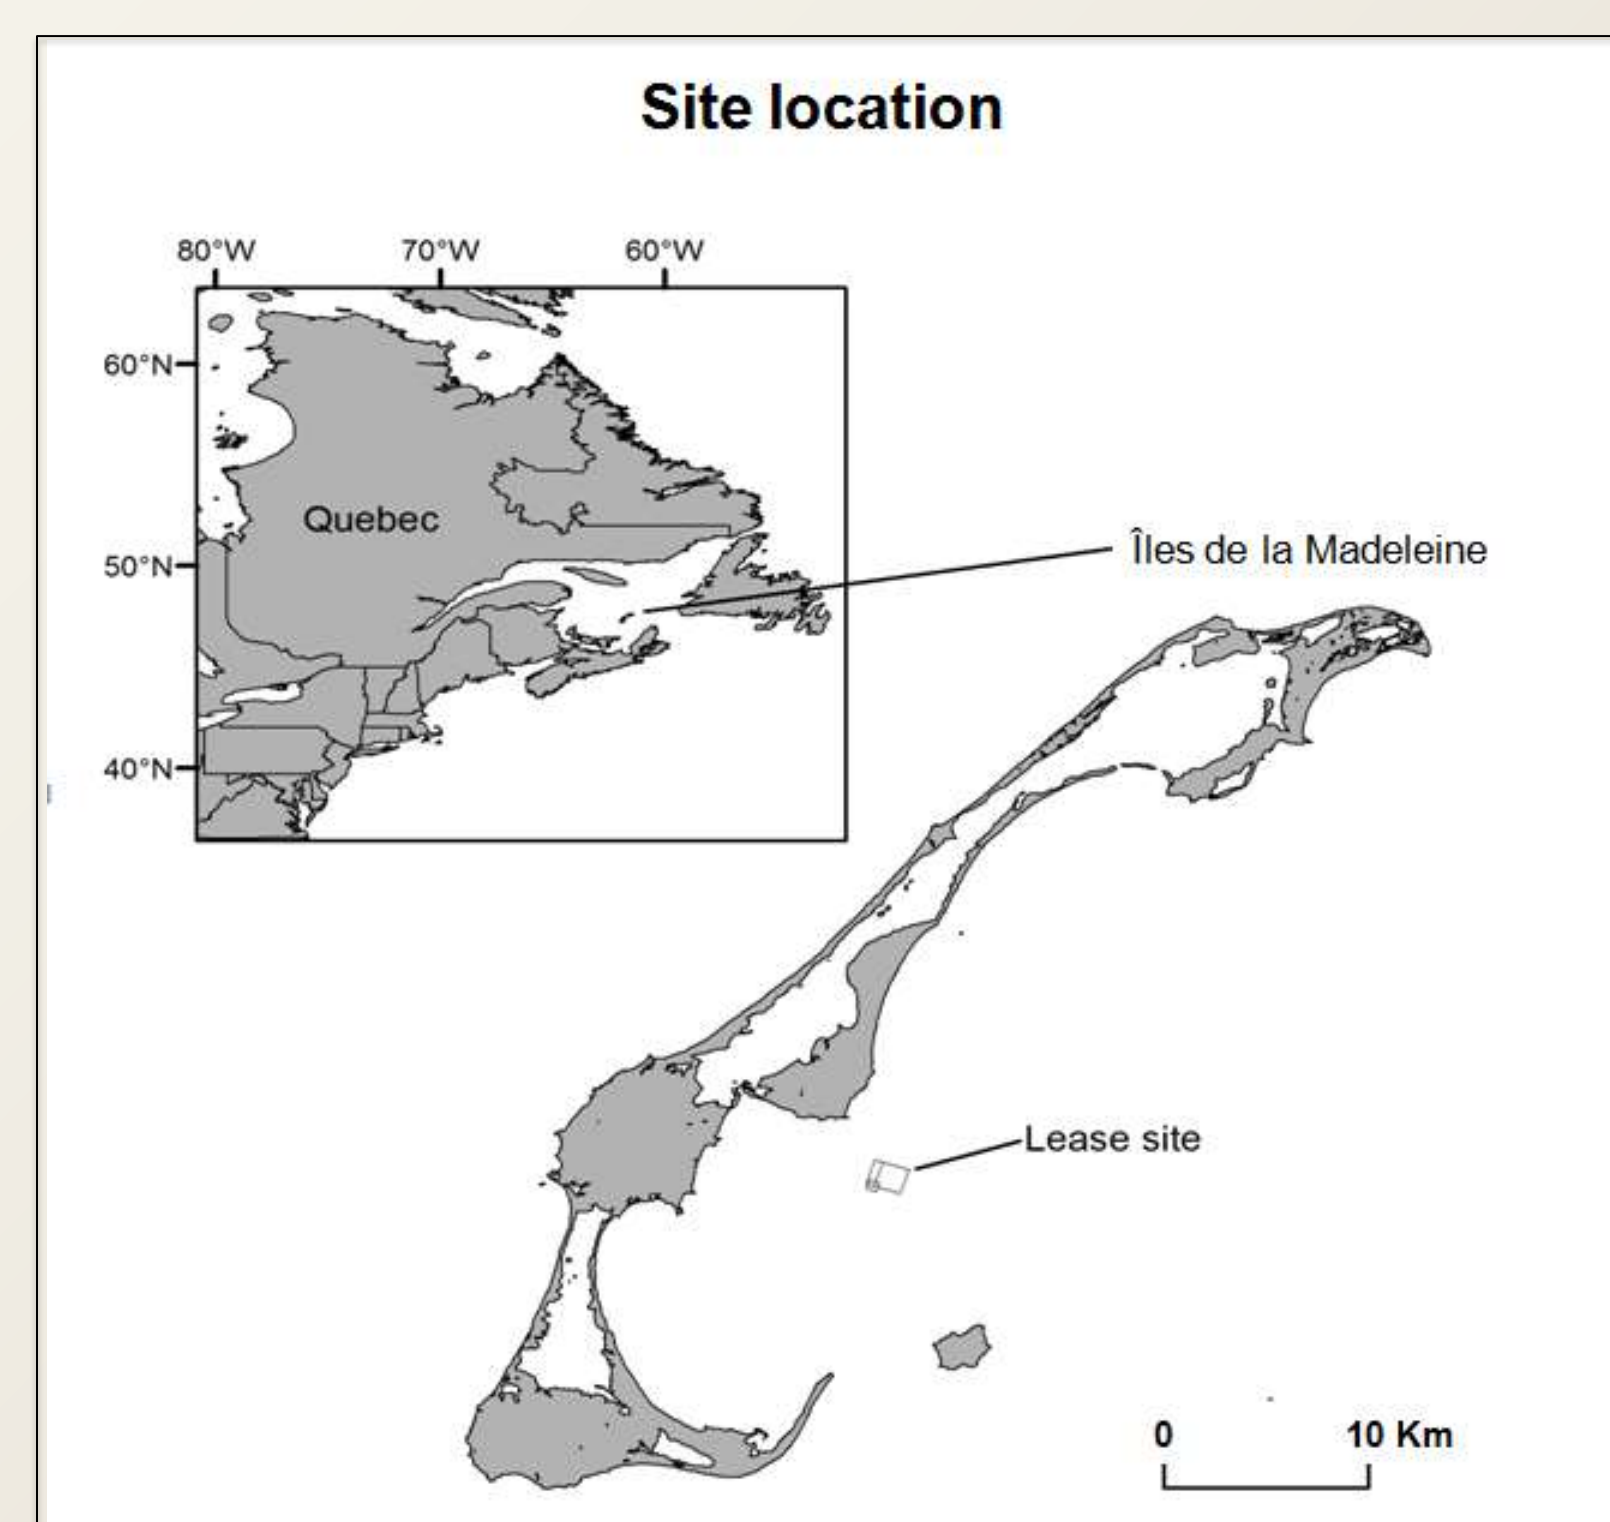 Site location
80°W 70°W 60°W
60°N
Quebec
50°N
Îles de la Madeleine
40°N
Lease site
0 10 Km